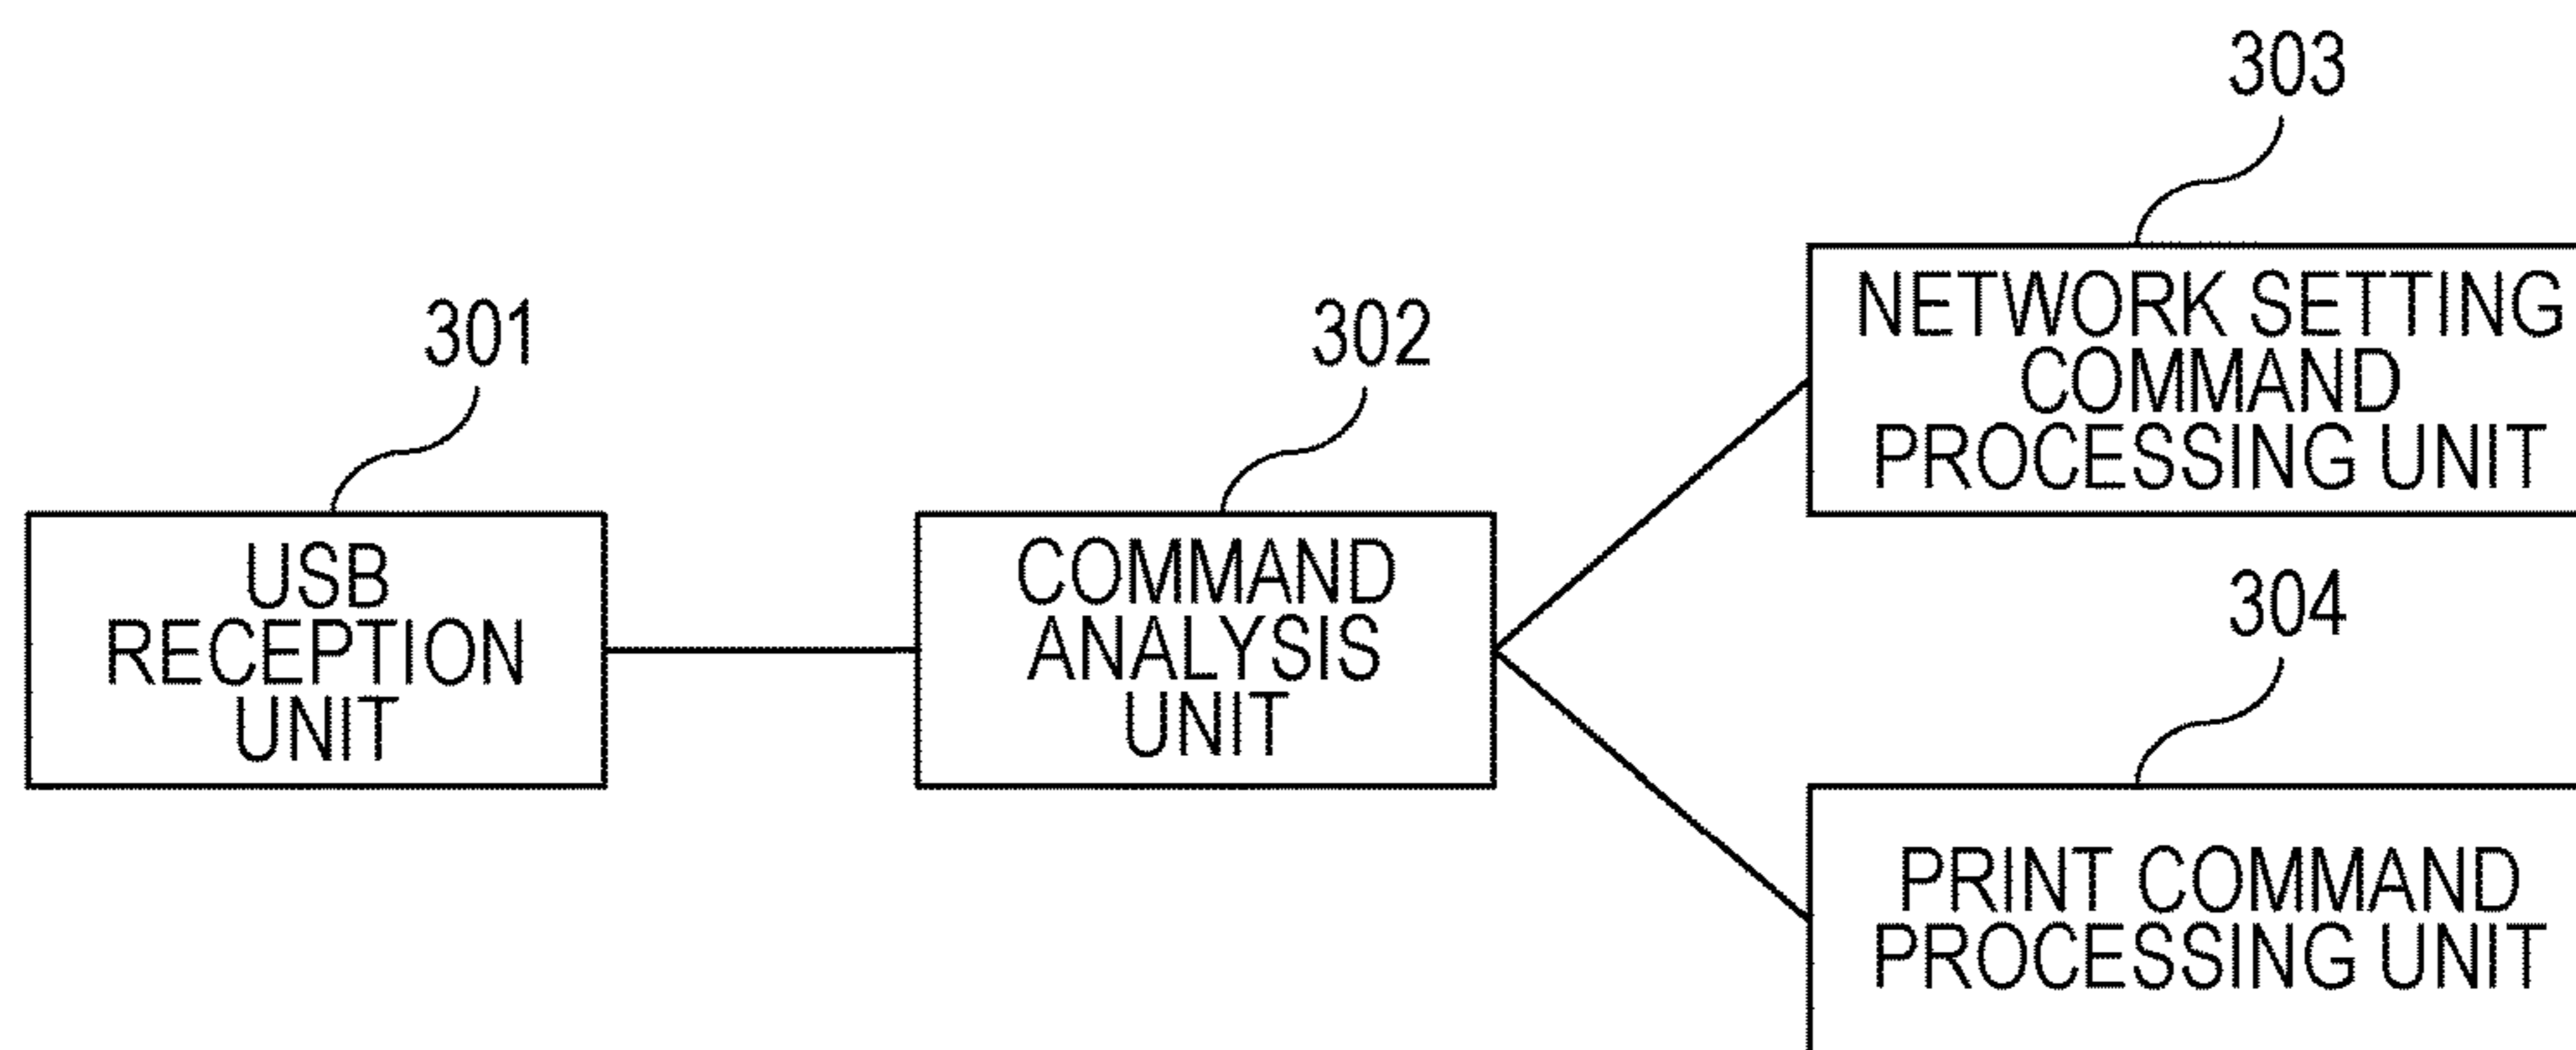 303
NETWORK SETTING
COMMAND
PROCESSING UNIT
301
302
USB
RECEPTION
UNIT
COMMAND
ANALYSIS
UNIT
304
PRINT COMMAND
PROCESSING UNIT